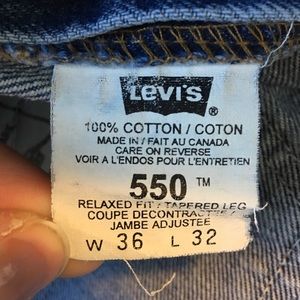 Levi's ®
100% COTTON / COTON
MADE IN / FAIT AU CANADA
CARE ON REVERSE
VOIR A L'ENDOS POUR L'ENTRETIEN
550 ™
RELAXED FIT / TAPERED LEG
COUPE DECONTRACTEE /
JAMBE ADJUSTEE
W 36 L 32